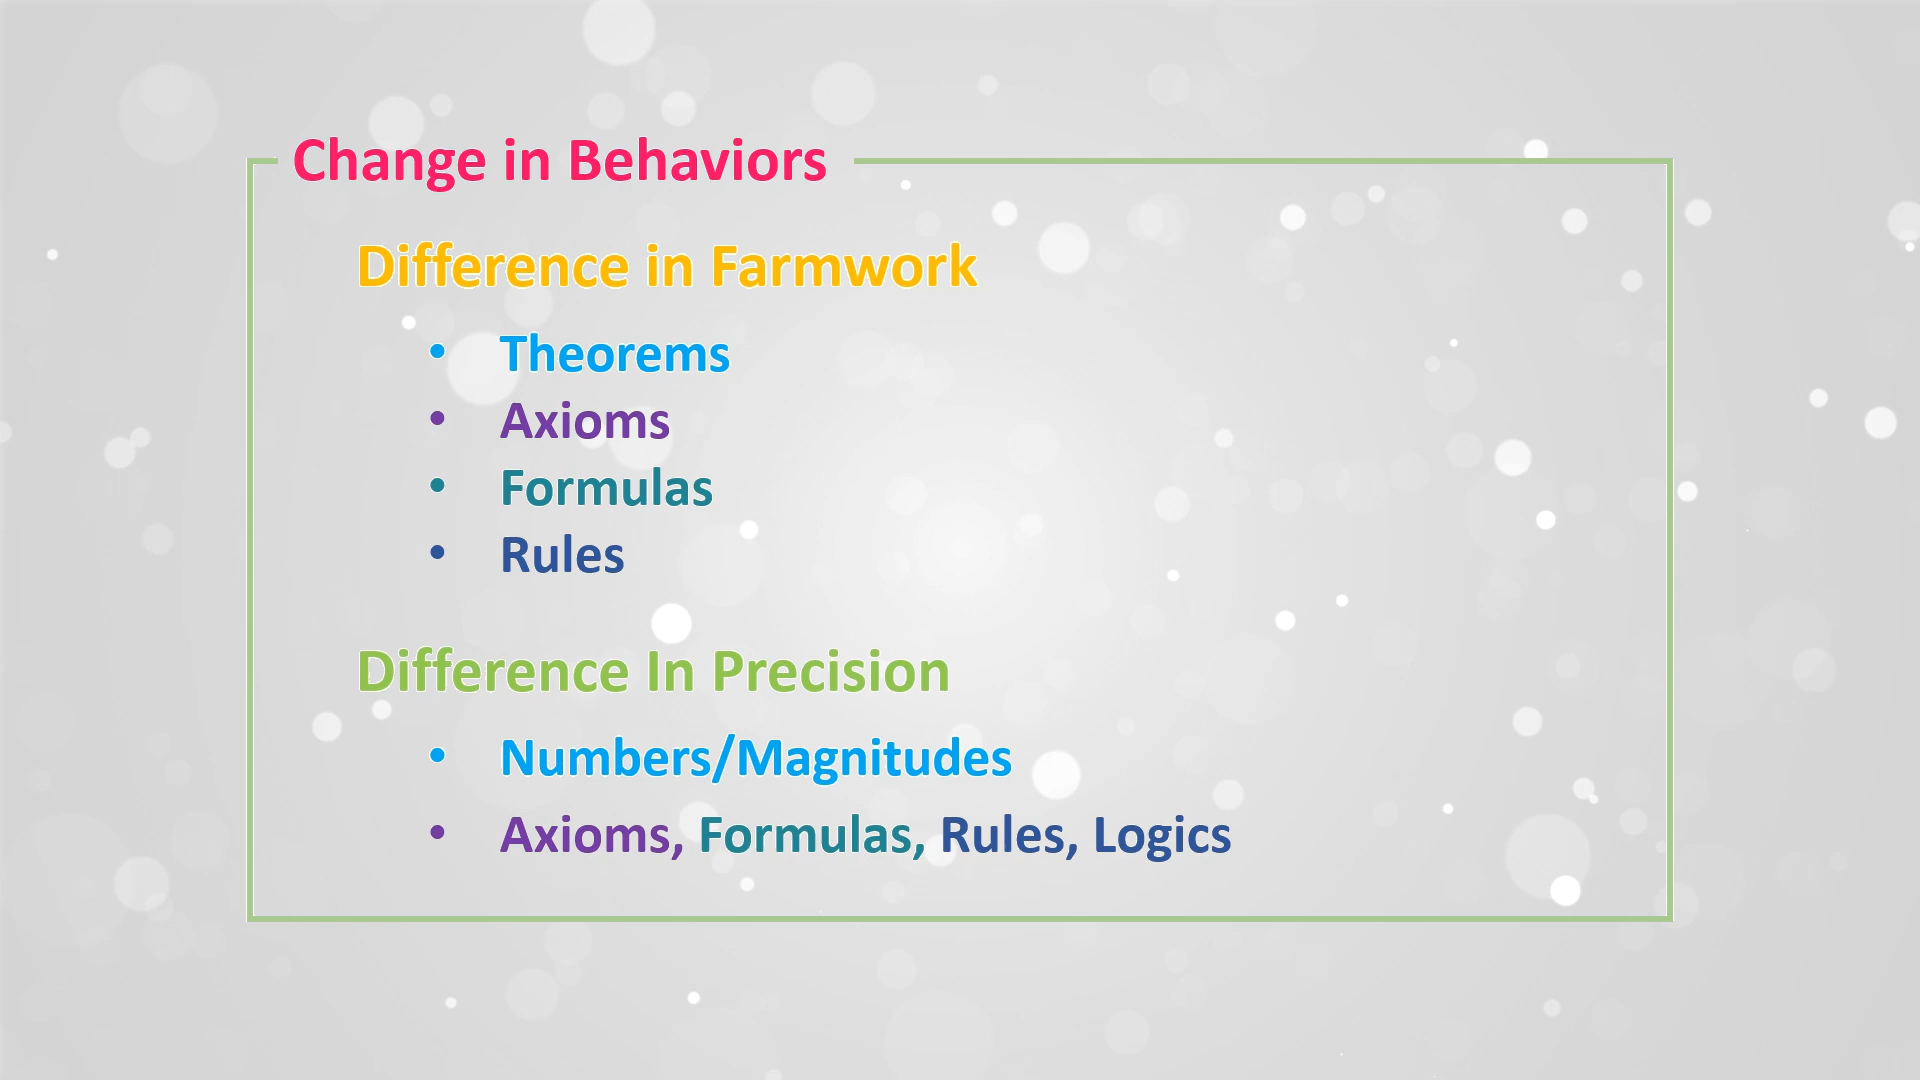 Change in Behaviors
Difference in Farmwork
• Theorems
• Axioms
• Formulas
• Rules
Difference In Precision
• Numbers/Magnitudes
• Axioms, Formulas, Rules, Logics